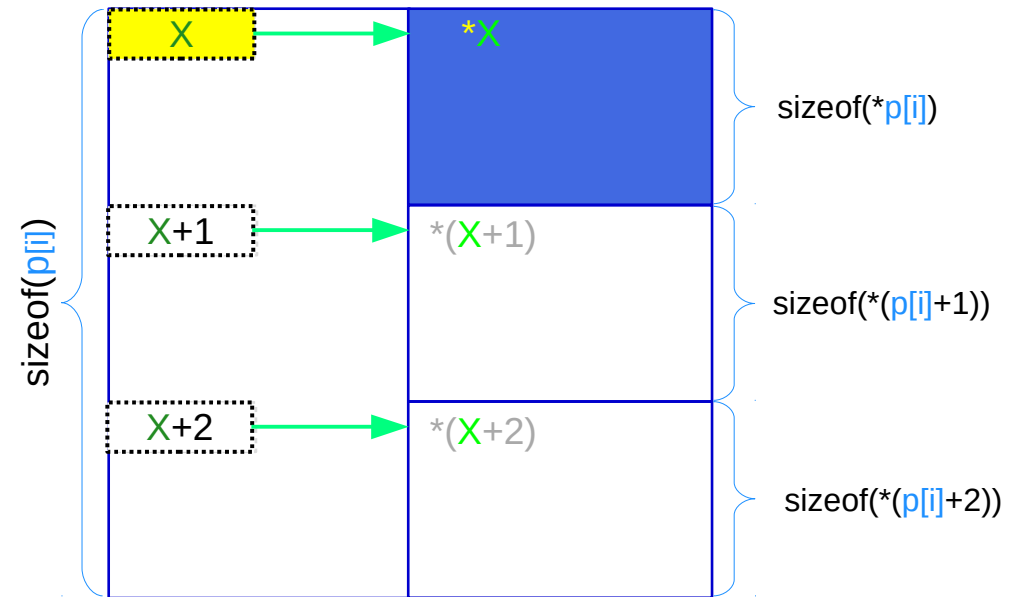 X
*X
sizeof(*p[i])
sizeof(p[i])
X+1
*(X+1)
sizeof(*(p[i]+1))
X+2
*(X+2)
sizeof(*(p[i]+2))